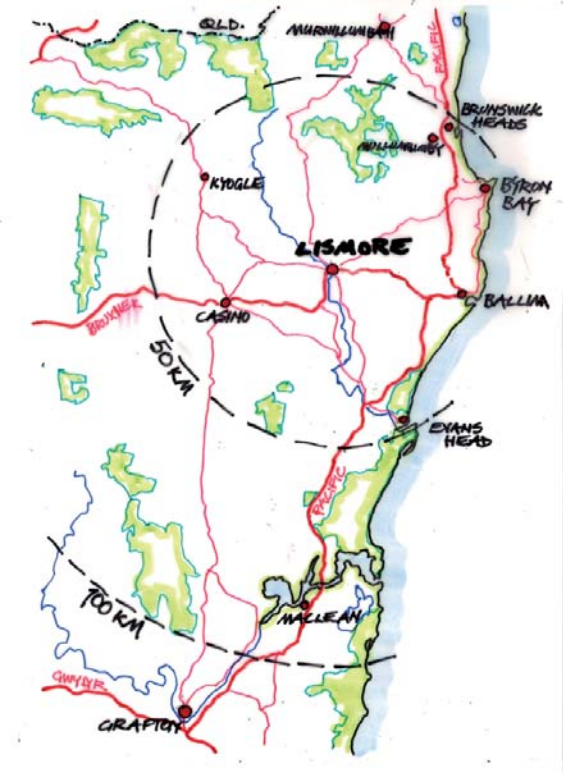 QLD.
MURWILLUMBAH
PACIFIC
BRUNSWICK
HEADS
MULLUMBIMBY
KYOGLE
BYRON
BAY
LISMORE
BALLINA
BRUXNER
CASINO
50 KM
EVANS
HEAD
PACIFIC
100 KM
MACLEAN
GWYDYR
GRAFTON